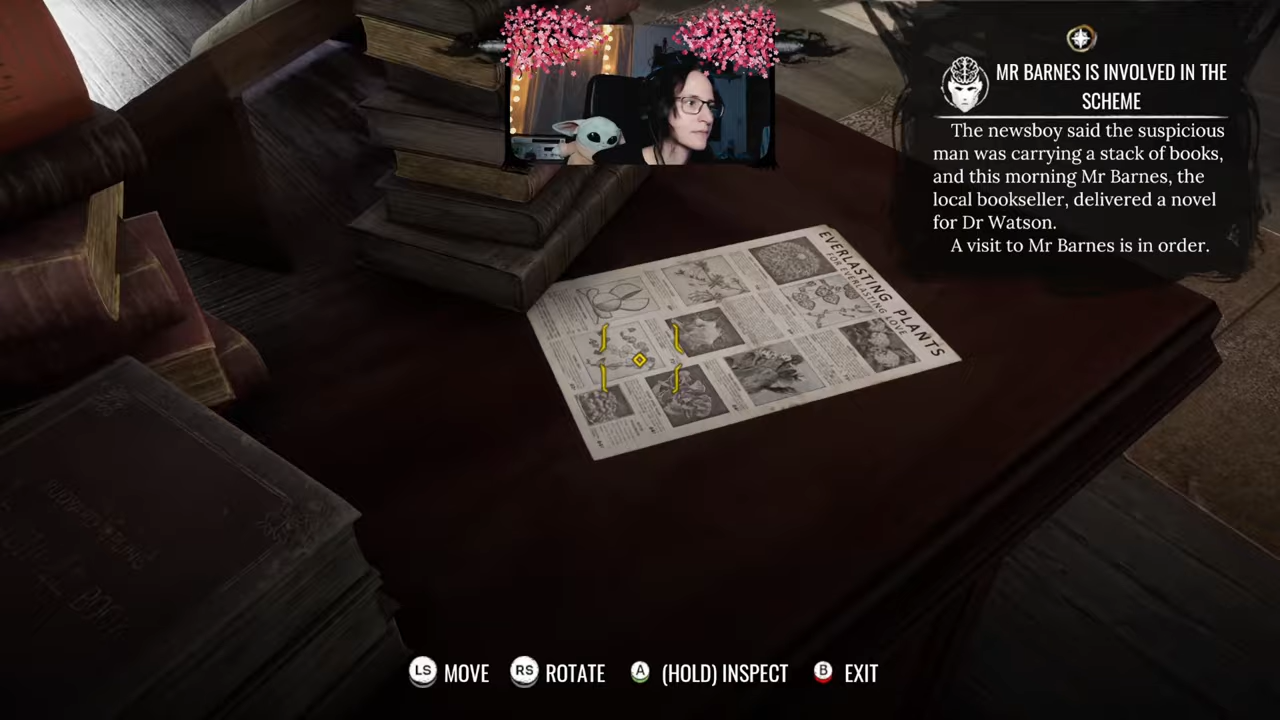 MR BARNES IS INVOLVED IN THE
SCHEME
The newsboy said the suspicious
man was carrying a stack of books,
and this morning Mr Barnes, the
local bookseller, delivered a novel
for Dr Watson.
A visit to Mr Barnes is in order.
EVERLASTING PLANTS
FOR EVERLASTING LOVE
LS MOVE RS ROTATE A (HOLD) INSPECT B EXIT